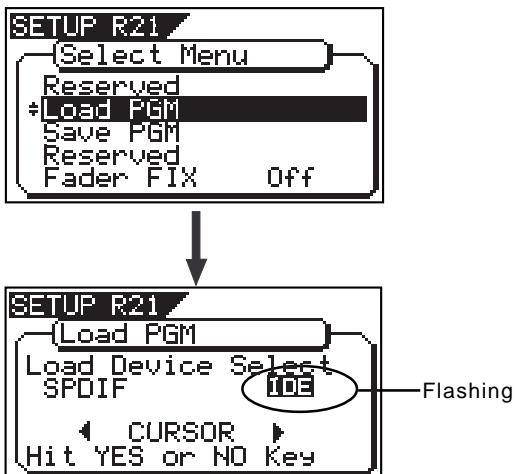 SETUP R21
Select Menu
Reserved
Load PGM
Save PGM
Reserved
Fader FIX Off
SETUP R21
Load PGM
Load Device Select
SPDIF IDE
Flashing
CURSOR
Hit YES or NO Key